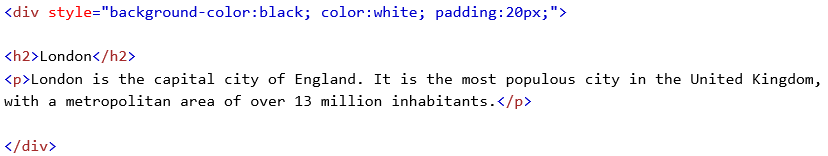 <div style="background-color:black; color:white; padding:20px;">
<h2>London</h2>
<p>London is the capital city of England. It is the most populous city in the United Kingdom,
with a metropolitan area of over 13 million inhabitants.</p>
</div>